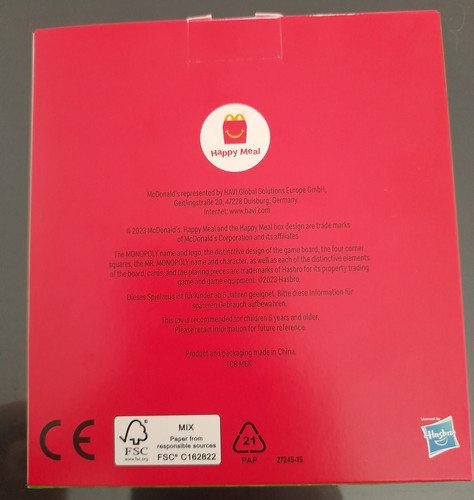 Happy Meal
McDonald's represented by HAVI Global Solutions Europe GmbH,
Geitlingstraße 20, 47228 Duisburg, Germany.
Internet: www.havi.com
© 2023 McDonald's. Happy Meal and the Happy Meal box design are trademarks
of McDonald's Corporation and its affiliates
The MONOPOLY name and logo, the distinctive design of the game board, the four corner
squares, the MR. MONOPOLY name and character, as well as each of the distinctive elements
of the board, cards, and the playing pieces are trademarks of Hasbro for its property trading
game and game equipment. ©2023 Hasbro.
Dieses Spielzeug ist für Kinder ab 6 Jahren geeignet. Bitte diese Information für
späteren Gebrauch aufbewahren.
This toy is recommended for children 6 years and older.
Please retain information for future reference.
Product and packaging made in China.
CE
FSC
www.fsc.org
MIX
Paper from
responsible sources
FSC® C162822
21
PAP
27245-15
Hasbro